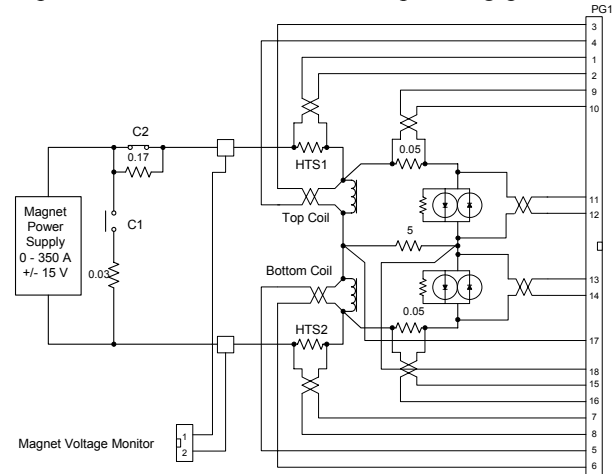 PG1
3
4
1
2
9
10
C2
0.17
HTS1
0.05
11
12
Magnet
Power
Supply
0 - 350 A
+/- 15 V
C1
0.03
Top Coil
5
Bottom Coil
13
14
0.05
HTS2
17
18
15
16
7
8
5
6
Magnet Voltage Monitor
1
2